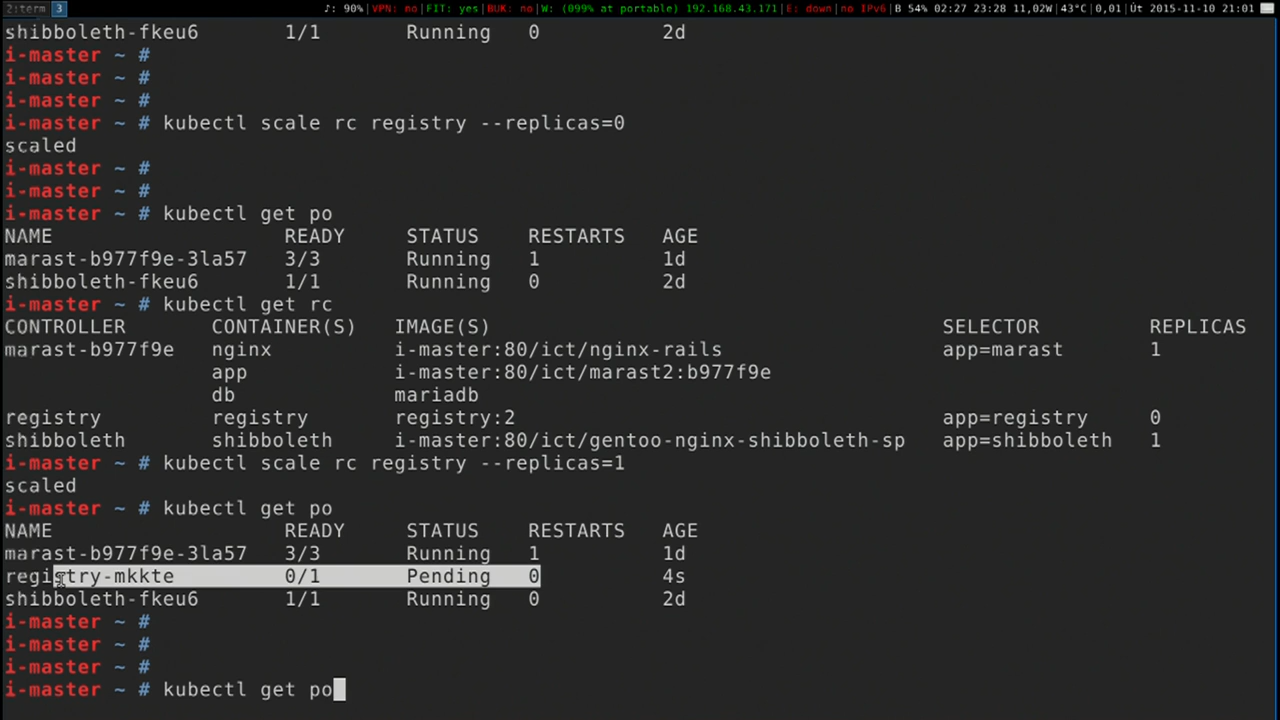 2:term 3 ♪: 90%|VPN: no|FIT: yes|BUK: no|W: (099% at portable) 192.168.43.171|E: down|no IPv6|B 54% 02:27 23:28 11,02W|43°C|0,01|Út 2015-11-10 21:01
shibboleth-fkeu6 1/1 Running 0 2d
i-master ~ #
i-master ~ #
i-master ~ #
i-master ~ # kubectl scale rc registry --replicas=0
scaled
i-master ~ #
i-master ~ #
i-master ~ # kubectl get po
NAME READY STATUS RESTARTS AGE
marast-b977f9e-3la57 3/3 Running 1 1d
shibboleth-fkeu6 1/1 Running 0 2d
i-master ~ # kubectl get rc
CONTROLLER CONTAINER(S) IMAGE(S) SELECTOR REPLICAS
marast-b977f9e nginx i-master:80/ict/nginx-rails app=marast 1
app i-master:80/ict/marast2:b977f9e
db mariadb
registry registry registry:2 app=registry 0
shibboleth shibboleth i-master:80/ict/gentoo-nginx-shibboleth-sp app=shibboleth 1
i-master ~ # kubectl scale rc registry --replicas=1
scaled
i-master ~ # kubectl get po
NAME READY STATUS RESTARTS AGE
marast-b977f9e-3la57 3/3 Running 1 1d
registry-mkkte 0/1 Pending 0 4s
shibboleth-fkeu6 1/1 Running 0 2d
i-master ~ #
i-master ~ #
i-master ~ #
i-master ~ # kubectl get po